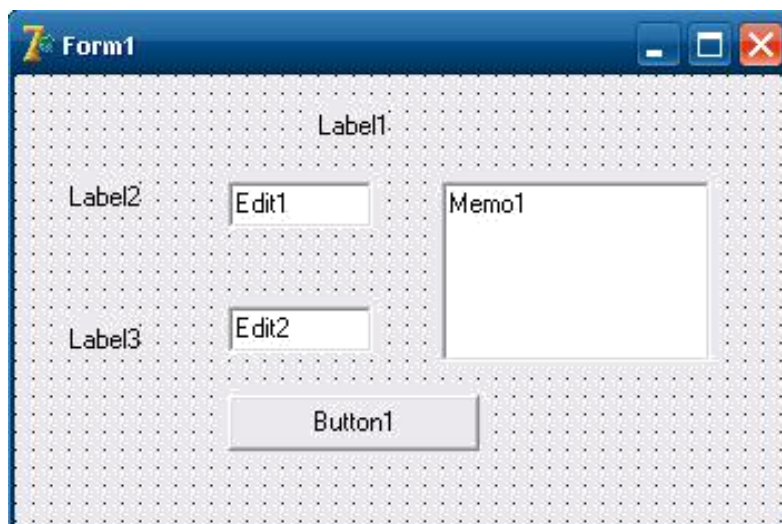 Form1
Label1
Label2
Edit1
Memo1
Edit2
Label3
Button1